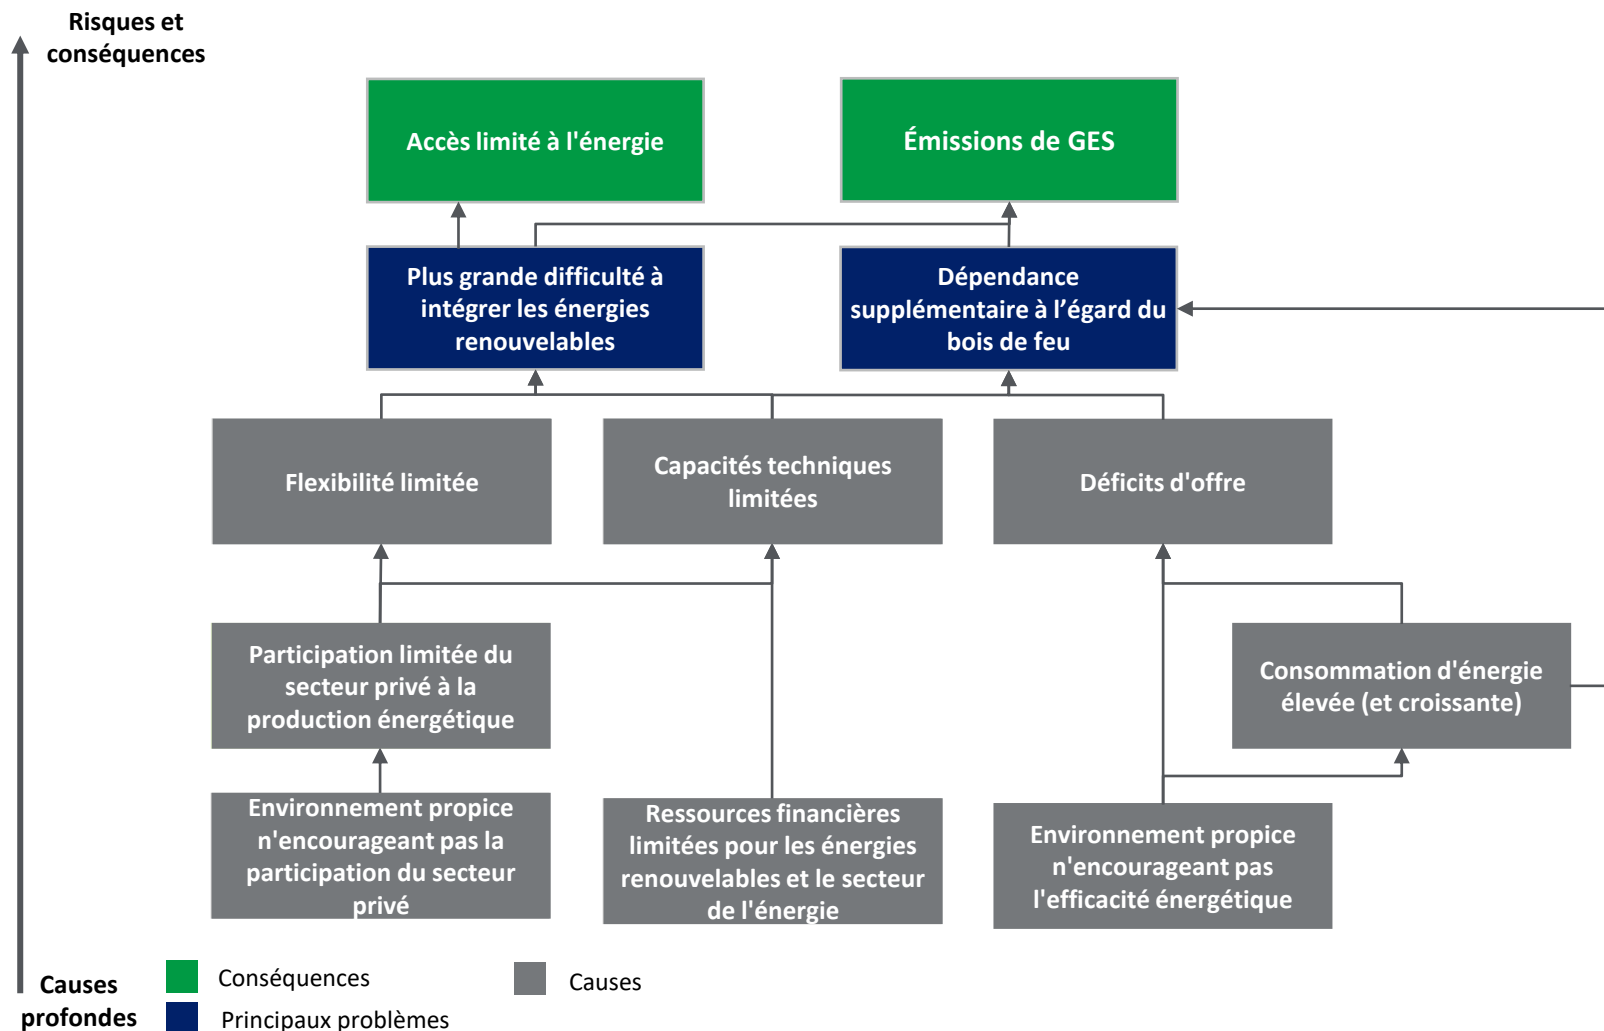 Risques et
conséquences
Accès limité à l'énergie
Émissions de GES
Plus grande difficulté à
intégrer les énergies
renouvelables
Dépendance
supplémentaire à l’égard du
bois de feu
Flexibilité limitée
Capacités techniques
limitées
Déficits d'offre
Participation limitée du
secteur privé à la
production énergétique
Consommation d'énergie
élevée (et croissante)
Environnement propice
n'encourageant pas la
participation du secteur
privé
Ressources financières
limitées pour les énergies
renouvelables et le secteur
de l'énergie
Environnement propice
n'encourageant pas
l'efficacité énergétique
Causes
profondes
Conséquences
Principaux problèmes
Causes